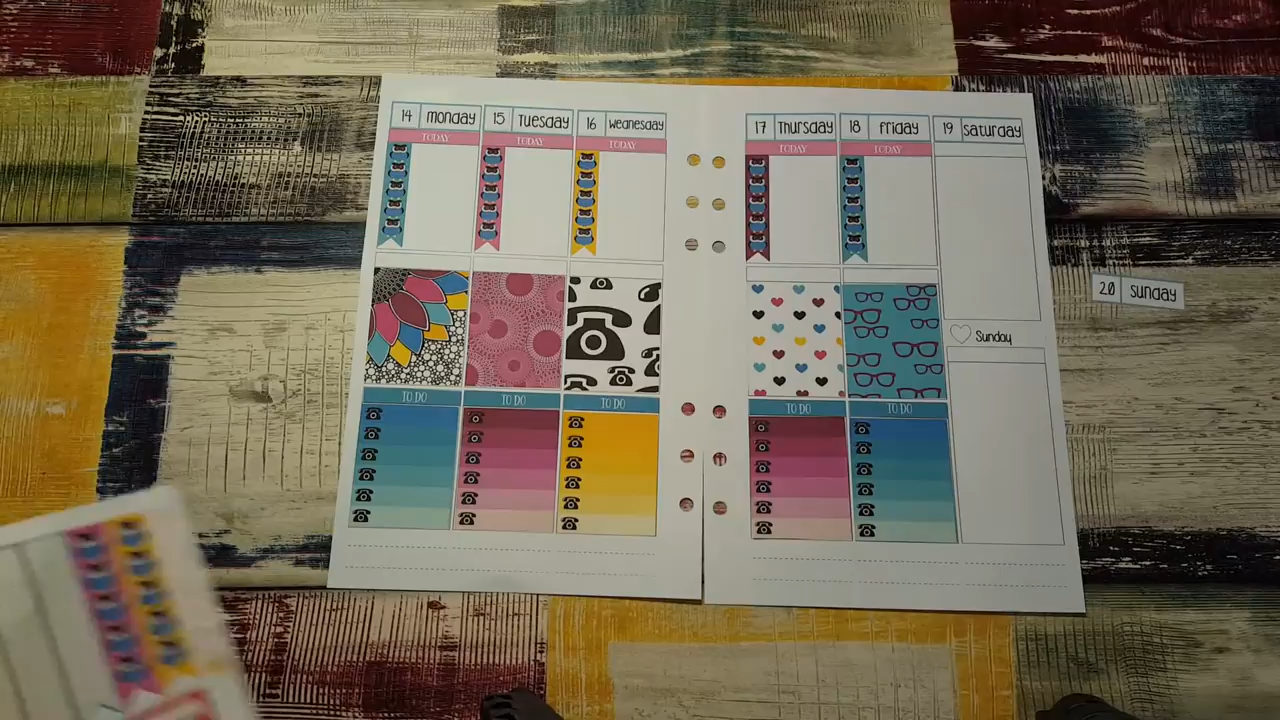 14 monday
15 Tuesday
16 wednesday
17 Thursday
18 friday
19 saturday
TODAY
TODAY
TODAY
TODAY
TODAY
20 sunday
Sunday
TO DO
TO DO
TO DO
TO DO
TO DO